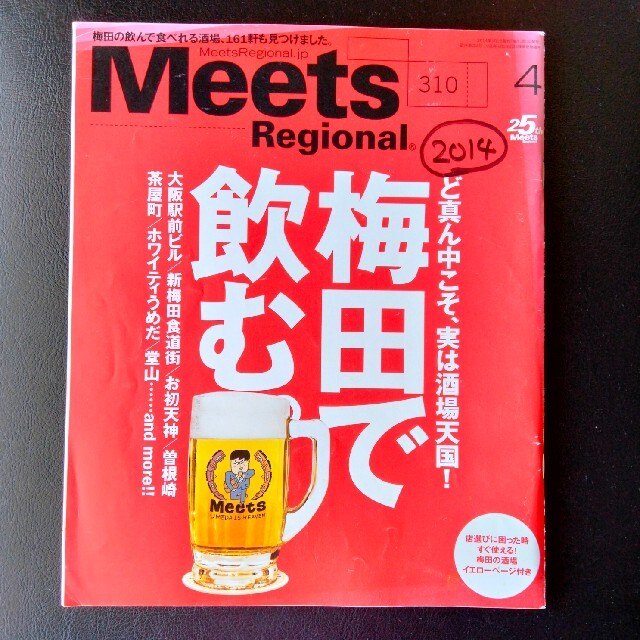 梅田の飲んで食べれる酒場、161軒も見つけました。
MeetsRegional.jp
Meets
Regional®
310
4
25th
Meets
2014
ど真ん中こそ、実は酒場天国!
梅田で
飲む。
大阪駅前ビル/新梅田食道街/お初天神/曽根崎
茶屋町/ホワイティうめだ/堂山……and more!!
Meets
UMEDA IS HEAVEN
店選びに困った時
すぐ使える!
梅田の酒場
イエローページ付き